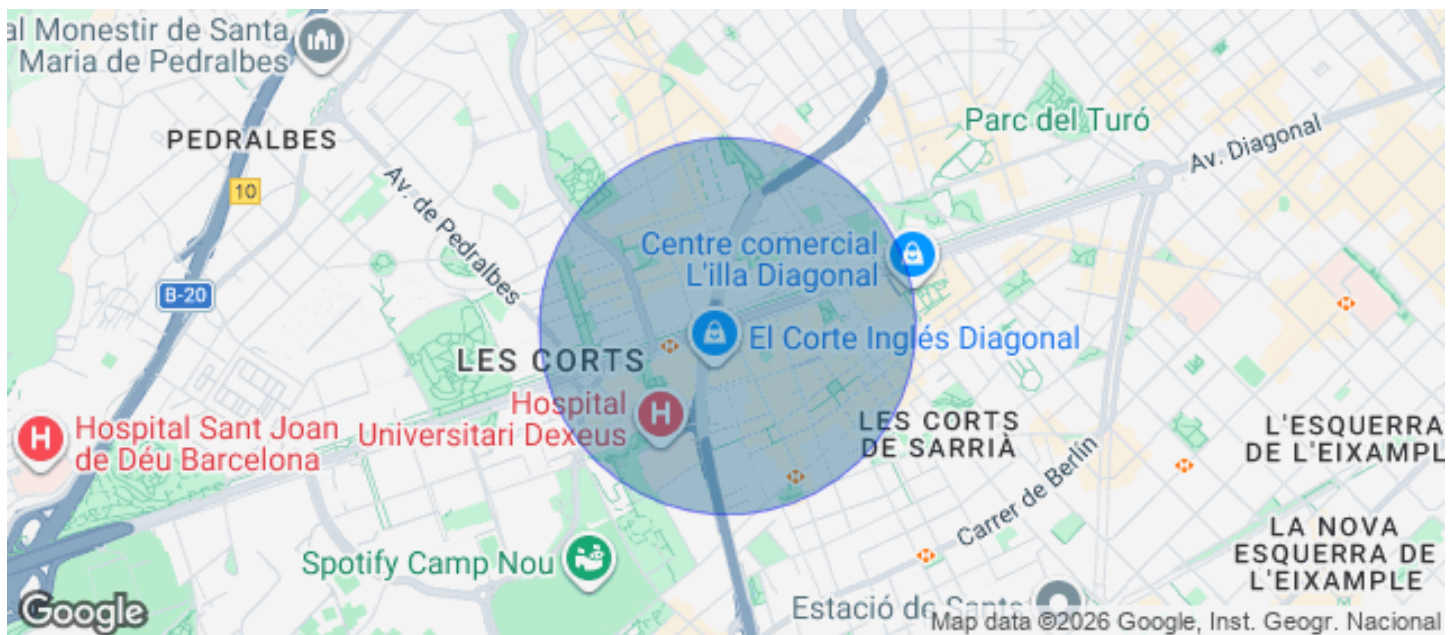 al Monestir de Santa
Maria de Pedralbes
PEDRALBES
10
Av. de Pedralbes
B-20
Parc del Turó
Av. Diagonal
Centre comercial
L'illa Diagonal
El Corte Inglés Diagonal
LES CORTS
Hospital
Universitari Dexeus
H
H
Hospital Sant Joan
de Déu Barcelona
LES CORTS
DE SARRIÀ
L'ESQUERRA
DE L'EIXAMPL
Carrer de Berlín
LA NOVA
ESQUERRA DE
L'EIXAMPLE
Spotify Camp Nou
Estació de Sants
Google
Map data ©2026 Google, Inst. Geogr. Nacional